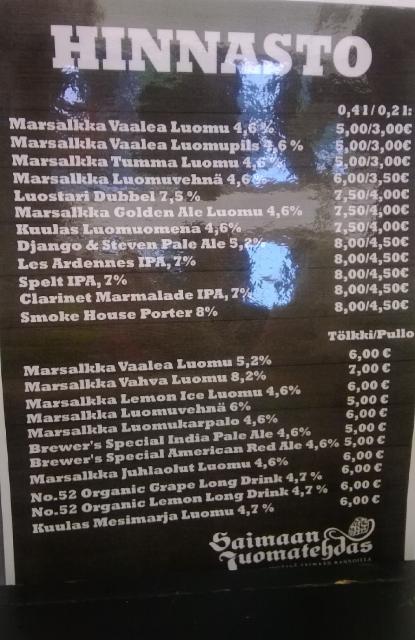 HINNASTO
0,4l / 0,2 l:
Marsalkka Vaalea Luomu 4,6 % 5,00/3,00€
Marsalkka Vaalea Luomupils 4,6 % 5,00/3,00€
Marsalkka Tumma Luomu 4,6 % 5,00/3,00€
Marsalkka Luomuvehnä 4,6% 6,00/3,50€
Luostari Dubbel 7,5 % 7,50/4,00€
Marsalkka Golden Ale Luomu 4,6% 7,50/4,00€
Kuulas Luomuomena 4,6% 7,50/4,00€
Django & Steven Pale Ale 5,2% 8,00/4,50€
Les Ardennes IPA, 7% 8,00/4,50€
Spelt IPA, 7% 8,00/4,50€
Clarinet Marmalade IPA, 7% 8,00/4,50€
Smoke House Porter 8% 8,00/4,50€
Tölkki/Pullo
Marsalkka Vaalea Luomu 5,2% 6,00 €
Marsalkka Vahva Luomu 8,2% 7,00 €
Marsalkka Lemon Ice Luomu 4,6% 6,00 €
Marsalkka Luomuvehnä 6% 5,00 €
Marsalkka Luomukarpalo 4,6% 6,00 €
Brewer's Special India Pale Ale 4,6% 5,00 €
Brewer's Special American Red Ale 4,6% 5,00 €
Marsalkka Juhlaolut Luomu 4,6% 6,00 €
No.52 Organic Grape Long Drink 4,7 % 6,00 €
No.52 Organic Lemon Long Drink 4,7 % 6,00 €
Kuulas Mesimarja Luomu 4,7 % 6,00 €
Saimaan
Juomatehdas